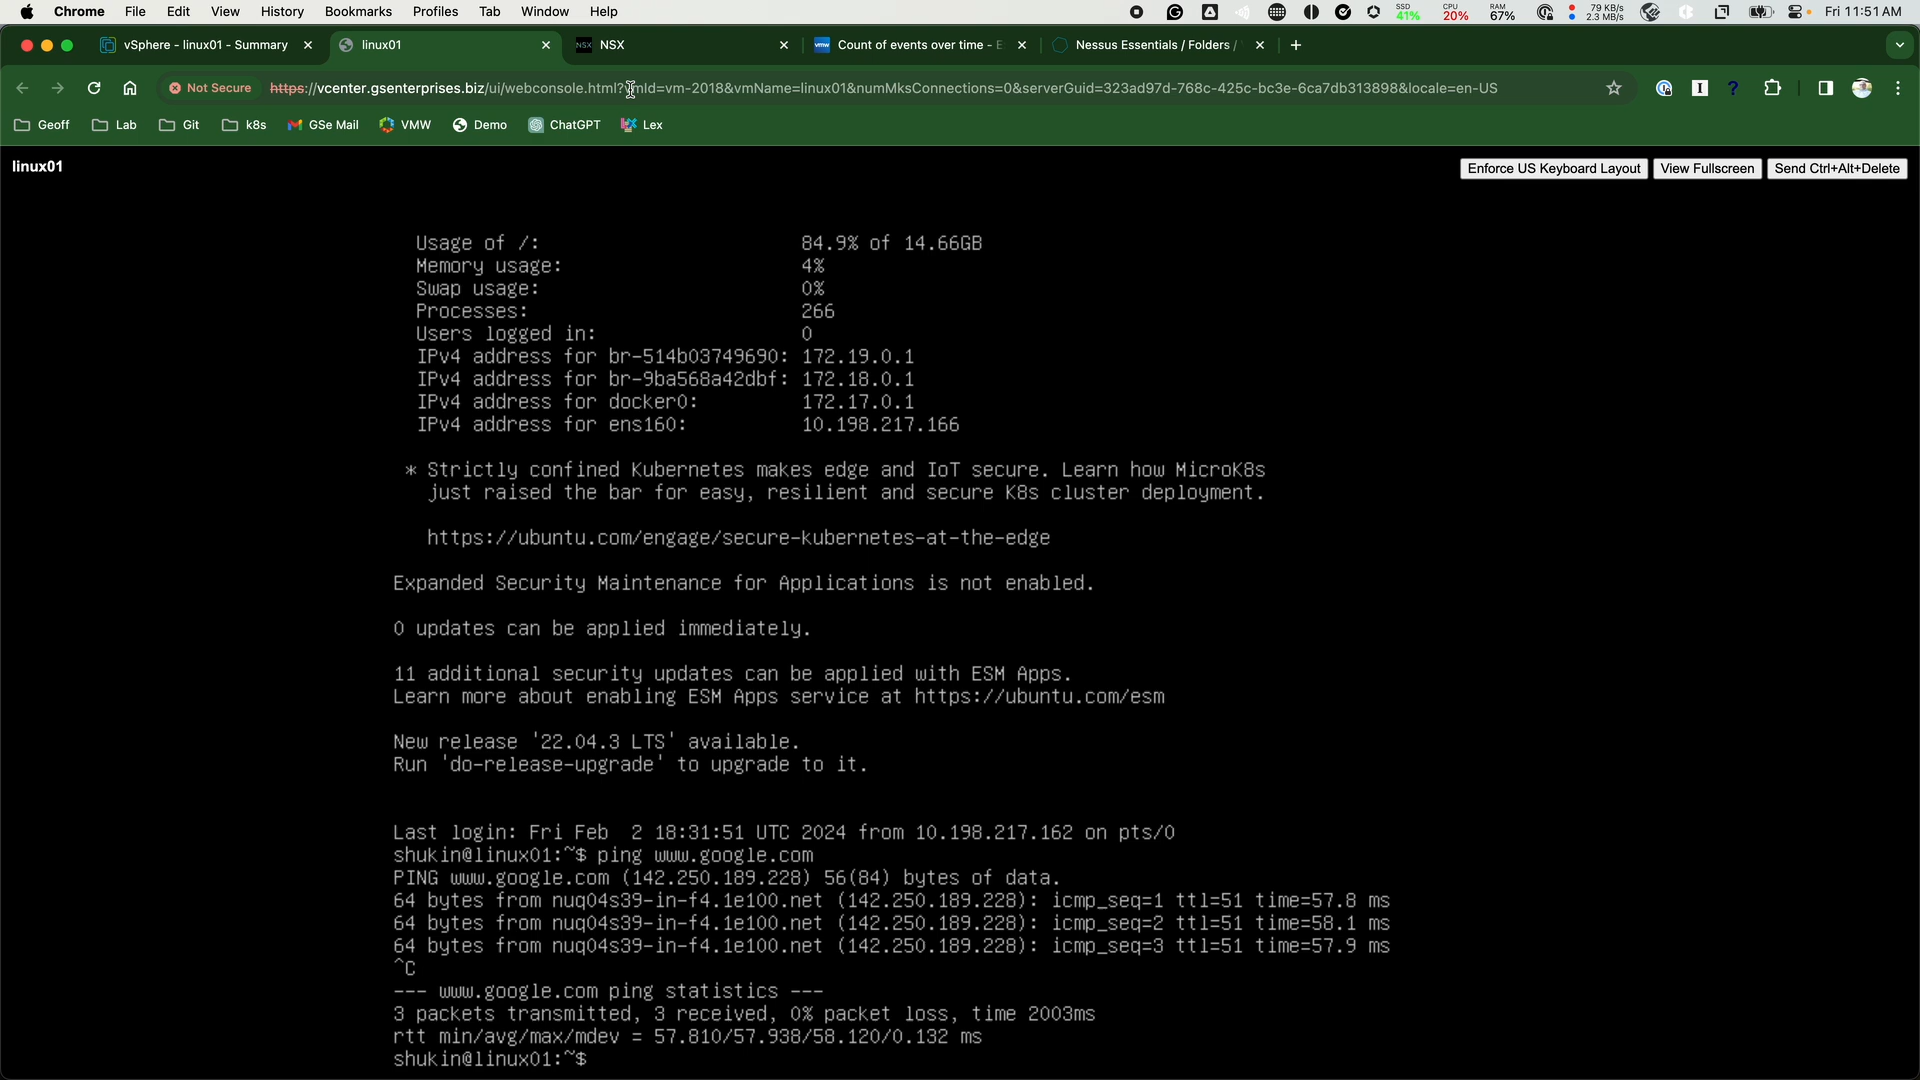 Chrome File Edit View History Bookmarks Profiles Tab Window Help SSD 41% CPU 20% RAM 67% 79 KB/s 2.3 MB/s Fri 11:51 AM
vSphere - linux01 - Summary linux01 NSX NSX vmw Count of events over time - E Nessus Essentials / Folders /
Not Secure https://vcenter.gsenterprises.biz/ui/webconsole.html?vmId=vm-2018&vmName=linux01&numMksConnections=0&serverGuid=323ad97d-768c-425c-bc3e-6ca7db313898&locale=en-US
Geoff Lab Git k8s GSe Mail VMW Demo ChatGPT Lex
linux01 Enforce US Keyboard Layout View Fullscreen Send Ctrl+Alt+Delete
Usage of /: 84.9% of 14.66GB
Memory usage: 4%
Swap usage: 0%
Processes: 266
Users logged in: 0
IPv4 address for br-514b03749690: 172.19.0.1
IPv4 address for br-9ba568a42dbf: 172.18.0.1
IPv4 address for docker0: 172.17.0.1
IPv4 address for ens160: 10.198.217.166
* Strictly confined Kubernetes makes edge and IoT secure. Learn how MicroK8s
just raised the bar for easy, resilient and secure K8s cluster deployment.
https://ubuntu.com/engage/secure-kubernetes-at-the-edge
Expanded Security Maintenance for Applications is not enabled.
0 updates can be applied immediately.
11 additional security updates can be applied with ESM Apps.
Learn more about enabling ESM Apps service at https://ubuntu.com/esm
New release '22.04.3 LTS' available.
Run 'do-release-upgrade' to upgrade to it.
Last login: Fri Feb  2 18:31:51 UTC 2024 from 10.198.217.162 on pts/0
shukin@linux01:~$ ping www.google.com
PING www.google.com (142.250.189.228) 56(84) bytes of data.
64 bytes from nuq04s39-in-f4.1e100.net (142.250.189.228): icmp_seq=1 ttl=51 time=57.8 ms
64 bytes from nuq04s39-in-f4.1e100.net (142.250.189.228): icmp_seq=2 ttl=51 time=58.1 ms
64 bytes from nuq04s39-in-f4.1e100.net (142.250.189.228): icmp_seq=3 ttl=51 time=57.9 ms
^C
--- www.google.com ping statistics ---
3 packets transmitted, 3 received, 0% packet loss, time 2003ms
rtt min/avg/max/mdev = 57.810/57.938/58.120/0.132 ms
shukin@linux01:~$